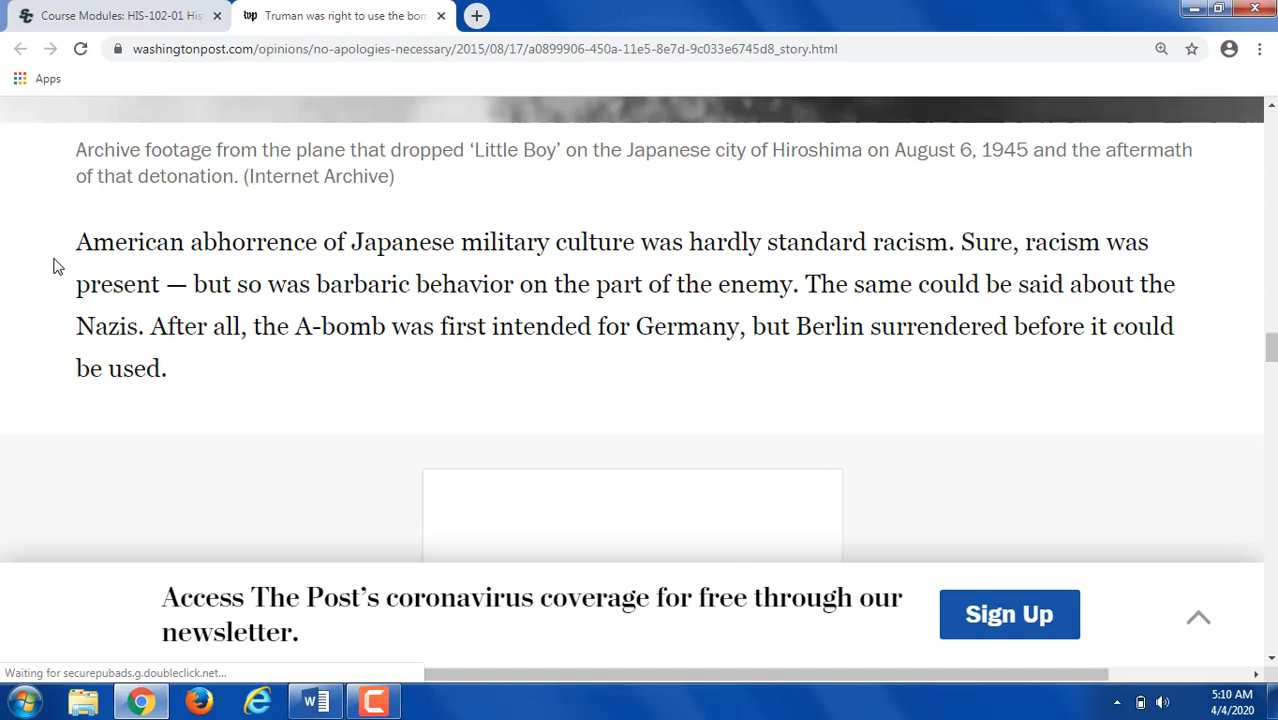 Course Modules: HIS-102-01 His
Truman was right to use the bom
washingtonpost.com/opinions/no-apologies-necessary/2015/08/17/a0899906-450a-11e5-8e7d-9c033e6745d8_story.html
Apps
Archive footage from the plane that dropped ‘Little Boy’ on the Japanese city of Hiroshima on August 6, 1945 and the aftermath
of that detonation. (Internet Archive)
American abhorrence of Japanese military culture was hardly standard racism. Sure, racism was
present — but so was barbaric behavior on the part of the enemy. The same could be said about the
Nazis. After all, the A-bomb was first intended for Germany, but Berlin surrendered before it could
be used.
Access The Post’s coronavirus coverage for free through our
newsletter.
Sign Up
Waiting for securepubads.g.doubleclick.net...
5:10 AM
4/4/2020